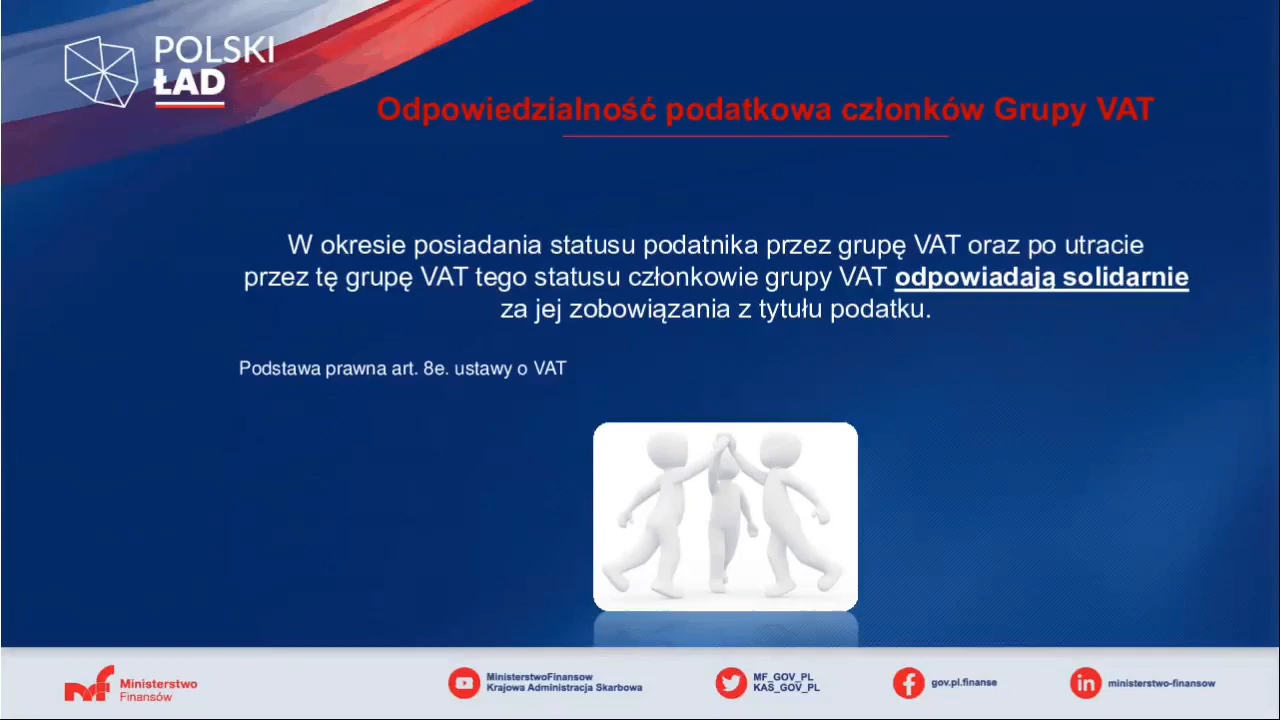 POLSKI
ŁAD
Odpowiedzialność podatkowa członków Grupy VAT
W okresie posiadania statusu podatnika przez grupę VAT oraz po utracie
przez tę grupę VAT tego statusu członkowie grupy VAT odpowiadają solidarnie
za jej zobowiązania z tytułu podatku.
Podstawa prawna art. 8e. ustawy o VAT
Ministerstwo
Finansów
MinisterstwoFinansow
Krajowa Administracja Skarbowa
MF_GOV_PL
KAS_GOV_PL
gov.pl.finanse
ministerstwo-finansow